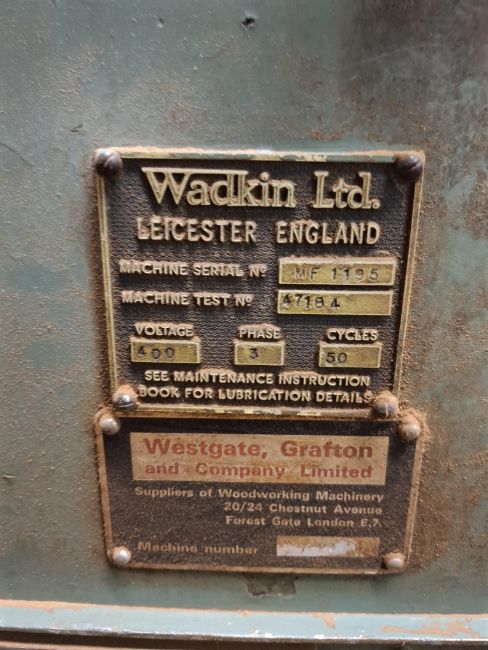 Wadkin Ltd.
LEICESTER ENGLAND
MACHINE SERIAL Nº MF 1195
MACHINE TEST Nº 47184
VOLTAGE PHASE CYCLES
400 3 50
SEE MAINTENANCE INSTRUCTION
BOOK FOR LUBRICATION DETAILS
Westgate, Grafton
and Company Limited
Suppliers of Woodworking Machinery
20/24 Chestnut Avenue
Forest Gate London E.7.
Machine number